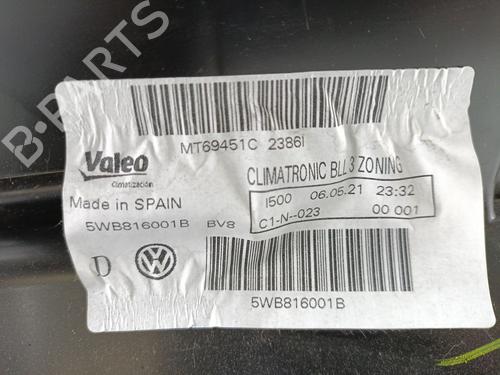 B-PARTS
MT69451C 2386I
Valeo
Climatización
CLIMATRONIC BLL 3 ZONING
Made in SPAIN
I500 06.05.21 23:32
C1-N--023 00 001
5WB816001B BV8
D
5WB816001B